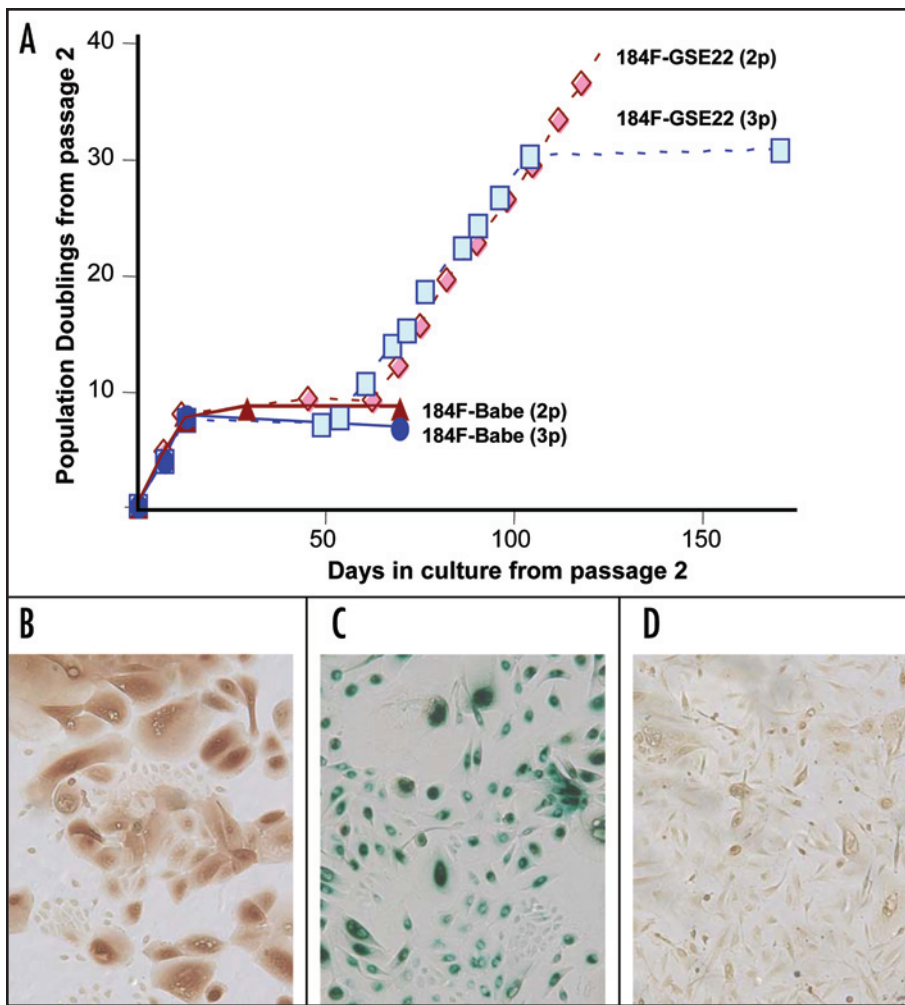 A
Population Doublings from passage 2
40
30
20
10
184F-GSE22 (2p)
184F-GSE22 (3p)
184F-Babe (2p)
184F-Babe (3p)
50
100
150
Days in culture from passage 2
B
C
D